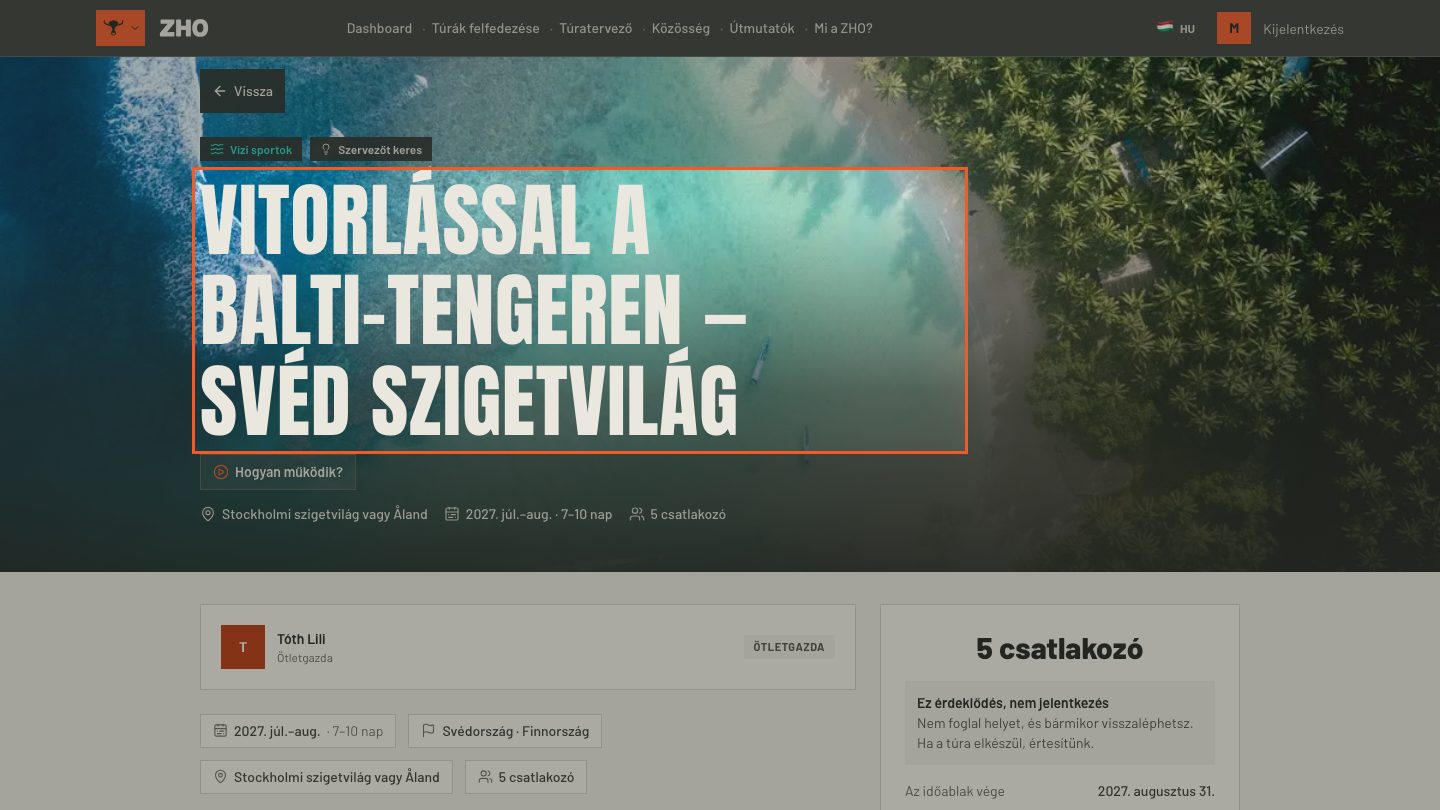 ZHO
Dashboard · Túrák felfedezése · Túratervező · Közösség · Útmutatók · Mi a ZHO?
HU
M
Kijelentkezés
← Vissza
Vízi sportok
Szervezőt keres
VITORLÁSSAL A
BALTI-TENGEREN –
SVÉD SZIGETVILÁG
Hogyan működik?
Stockholmi szigetvilág vagy Åland
2027. júl.–aug. · 7–10 nap
5 csatlakozó
T
Tóth Lili
Ötletgazda
ÖTLETGAZDA
5 csatlakozó
Ez érdeklődés, nem jelentkezés
Nem foglal helyet, és bármikor visszaléphetsz.
Ha a túra elkészül, értesítünk.
2027. júl.–aug. · 7–10 nap
Svédország · Finnország
Stockholmi szigetvilág vagy Åland
5 csatlakozó
Az időablak vége
2027. augusztus 31.